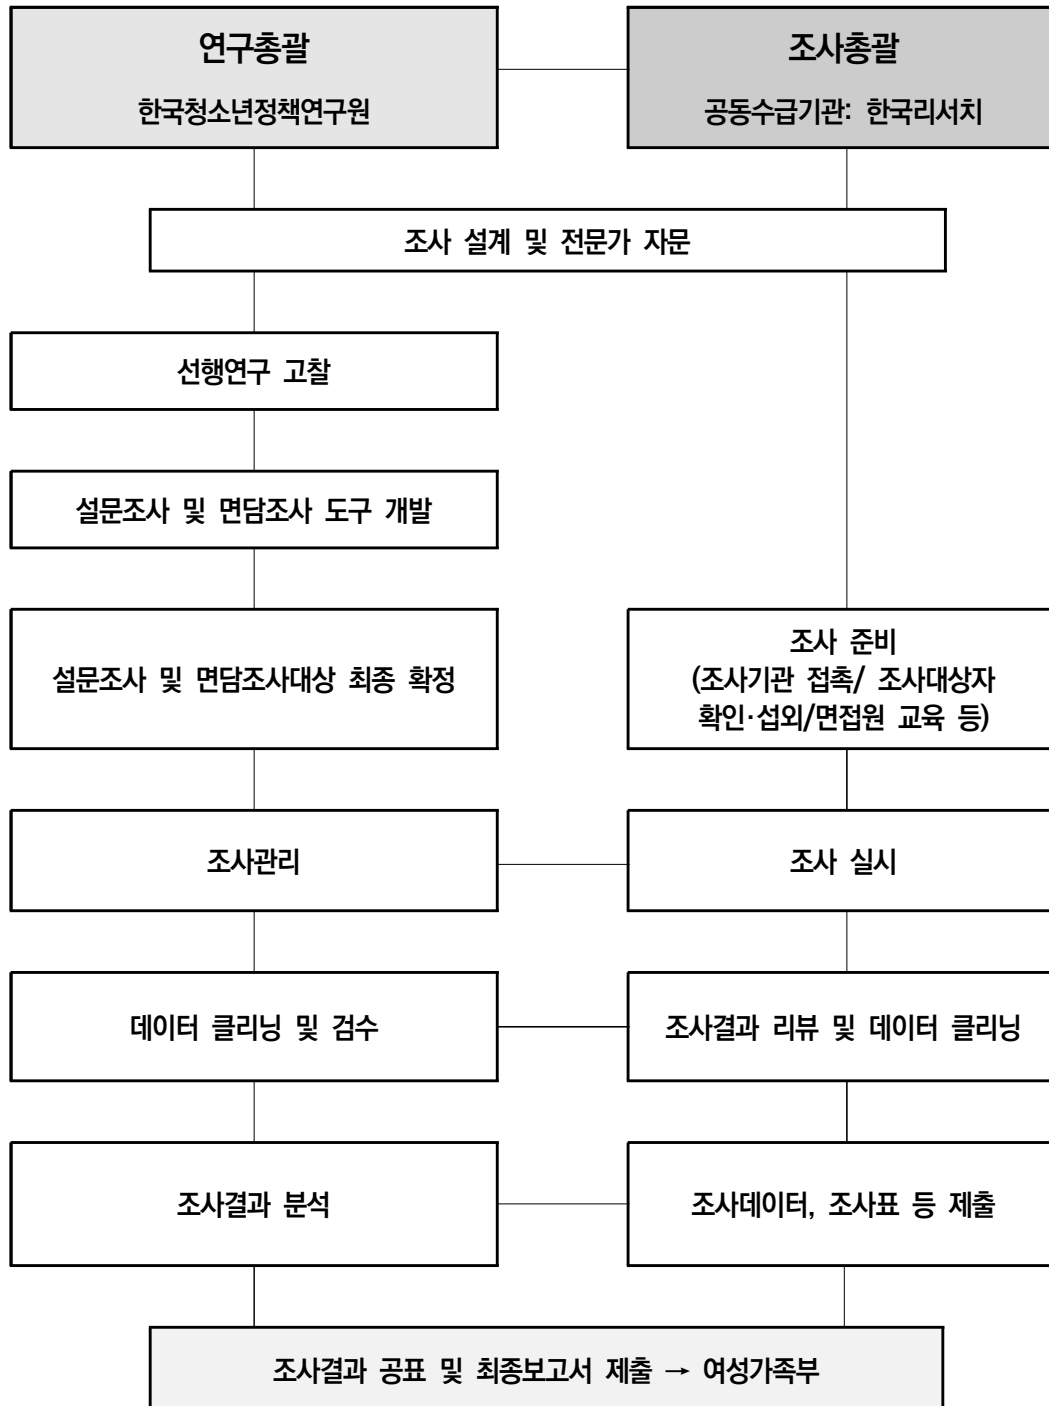 연구총괄
한국청소년정책연구원
조사총괄
공동수급기관: 한국리서치
조사 설계 및 전문가 자문
선행연구 고찰
설문조사 및 면담조사 도구 개발
설문조사 및 면담조사대상 최종 확정
조사 준비
(조사기관 접촉/ 조사대상자
확인·섭외/면접원 교육 등)
조사관리
조사 실시
데이터 클리닝 및 검수
조사결과 리뷰 및 데이터 클리닝
조사결과 분석
조사데이터, 조사표 등 제출
조사결과 공표 및 최종보고서 제출 → 여성가족부